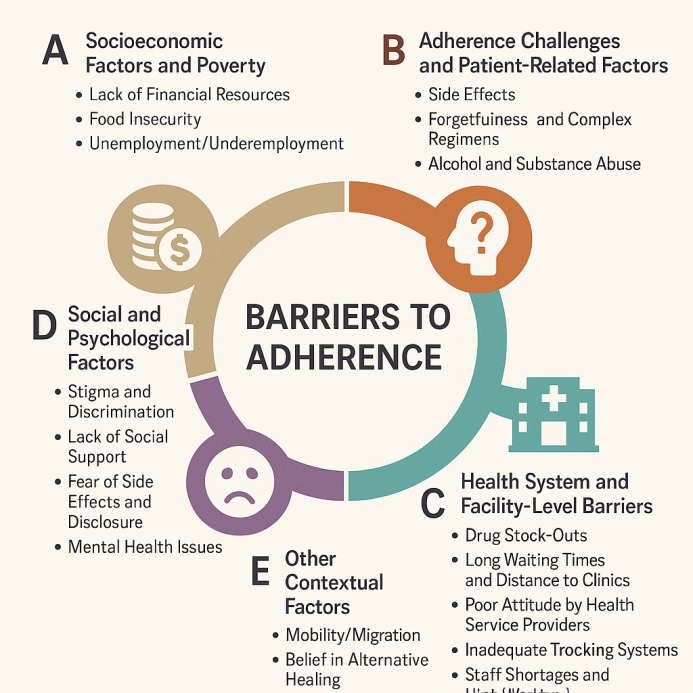 A Socioeconomic
Factors and Poverty
• Lack of Financial Resources
• Food Insecurity
• Unemployment/Underemployment
B Adherence Challenges
and Patient-Related Factors
• Side Effects
• Forgetfuiness and Complex
Regimens
• Alcohol and Substance Abuse
$
?
BARRIERS TO
ADHERENCE
D Social and
Psychological
Factors
• Stigma and
Discrimination
• Lack of Social
Support
• Fear of Side
Effects and
Disclosure
• Mental Health Issues
C Health System and
Facility-Level Barriers
• Drug Stock-Outs
• Long Waiting Times
and Distance to Clinics
• Poor Attitude by Health
Service Providers
• Inadequate Trocking Systems
• Staff Shortages and
E Other
Contextual
Factors
• Mobility/Migration
• Belief in Alternative
Healing